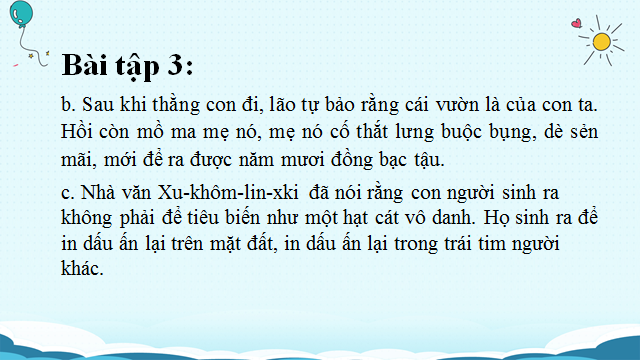 Bài tập 3:
b. Sau khi thằng con đi, lão tự bảo rằng cái vườn là của con ta.
Hồi còn mồ ma mẹ nó, mẹ nó cố thắt lưng buộc bụng, dè sẻn
mãi, mới để ra được năm mươi đồng bạc tậu.
c. Nhà văn Xu-khôm-lin-xki đã nói rằng con người sinh ra
không phải để tiêu biến như một hạt cát vô danh. Họ sinh ra để
in dấu ấn lại trên mặt đất, in dấu ấn lại trong trái tim người
khác.